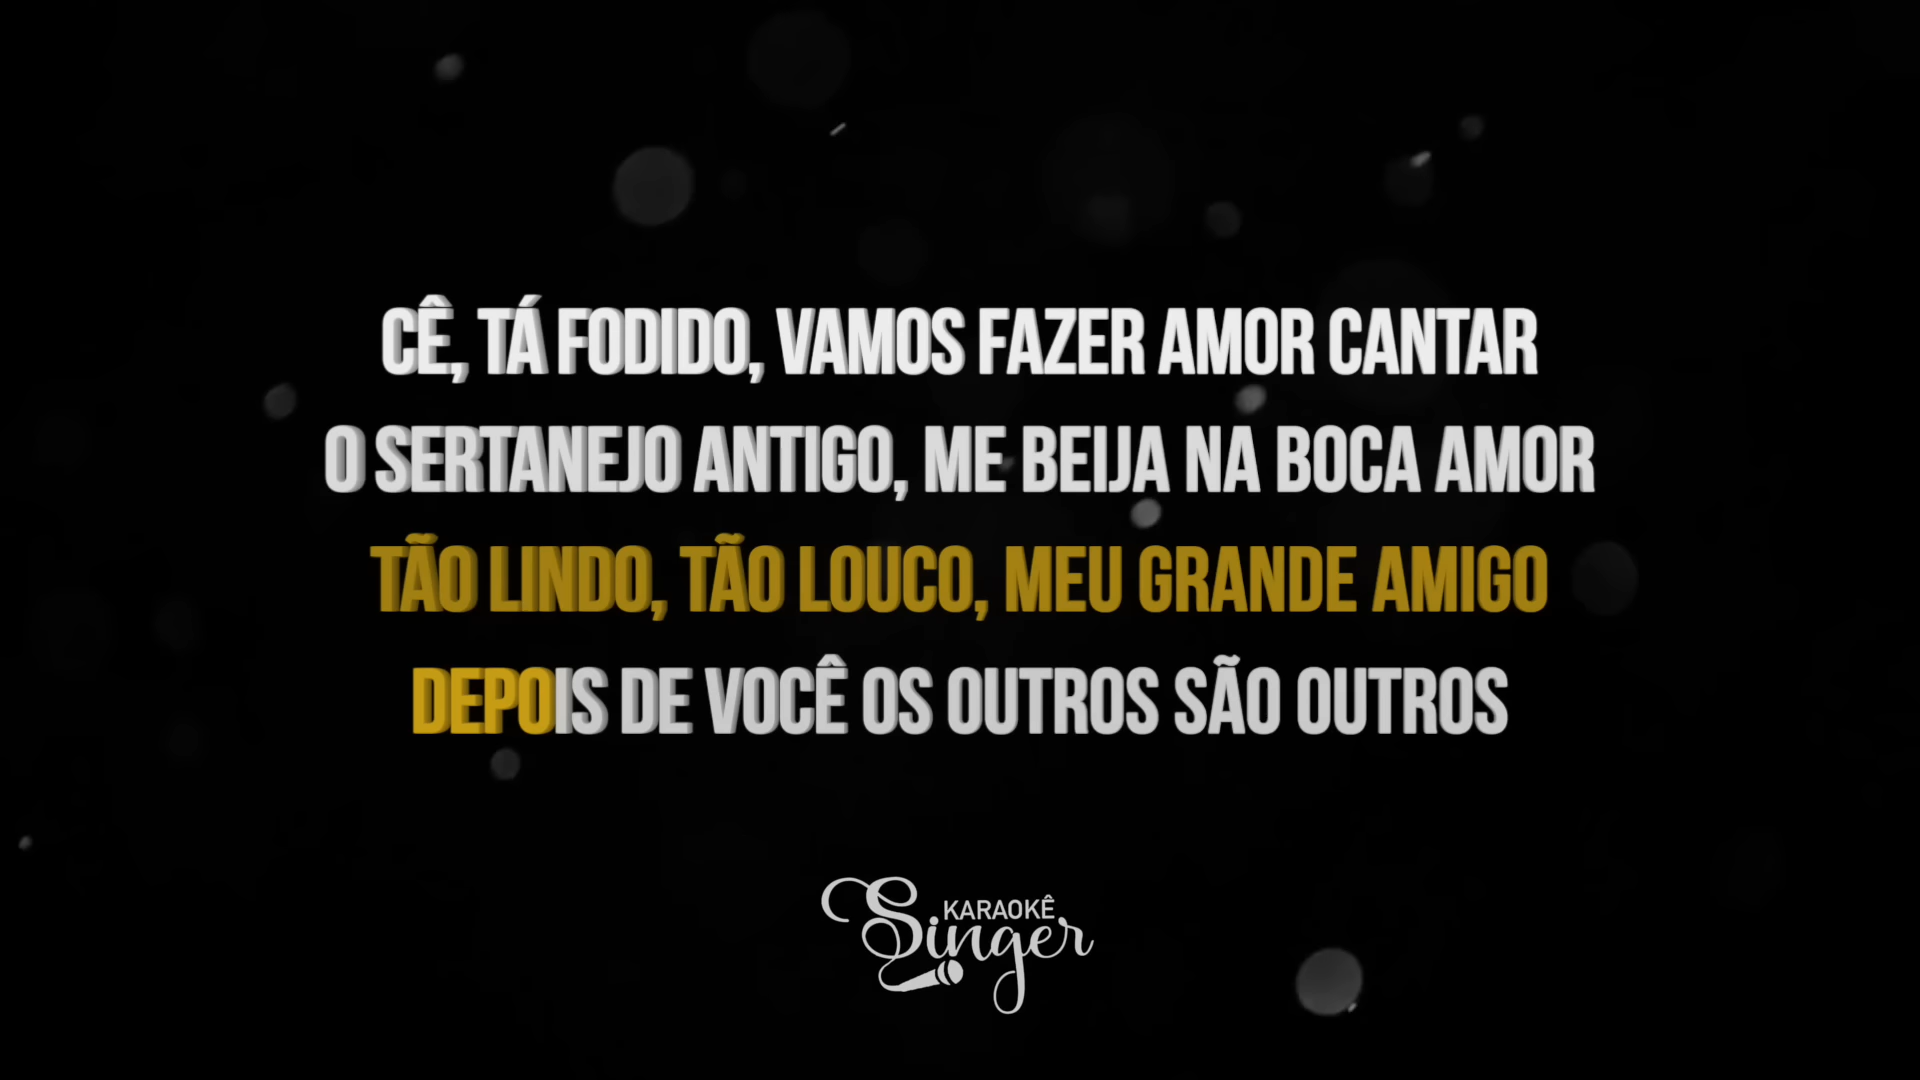 CÊ, TÁ FODIDO, VAMOS FAZER AMOR CANTAR
O SERTANEJO ANTIGO, ME BEIJA NA BOCA AMOR
TÃO LINDO, TÃO LOUCO, MEU GRANDE AMIGO
DEPOIS DE VOCÊ OS OUTROS SÃO OUTROS
KARAOKÊ
Singer